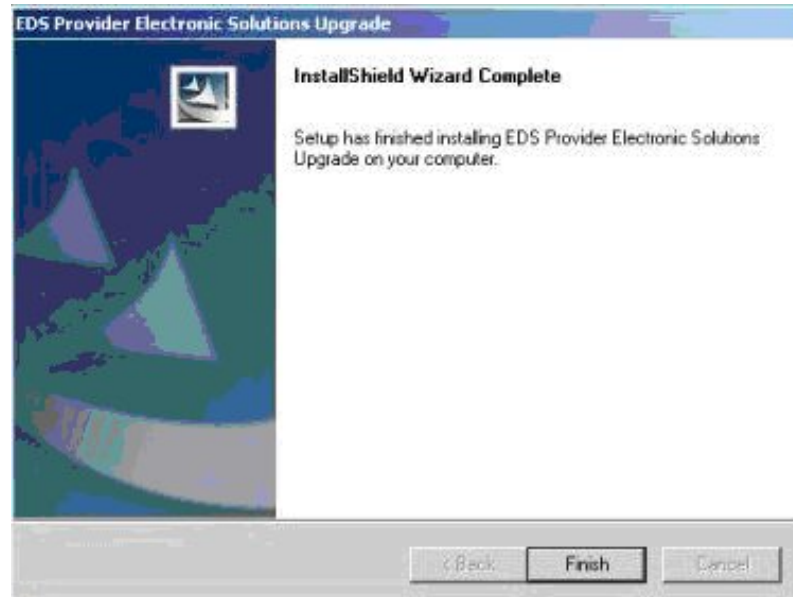 EDS Provider Electronic Solutions Upgrade
InstallShield Wizard Complete
Setup has finished installing EDS Provider Electronic Solutions
Upgrade on your computer.
< Back Finish Cancel